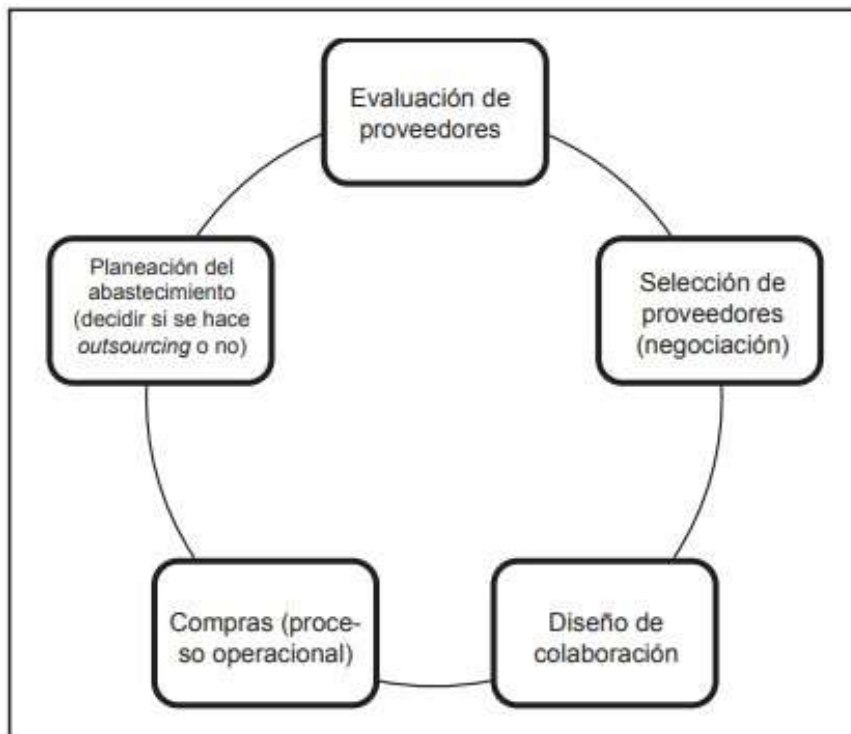 Evaluación de
proveedores
Planeación del
abastecimiento
(decidir si se hace
outsourcing o no)
Selección de
proveedores
(negociación)
Compras (proce-
so operacional)
Diseño de
colaboración